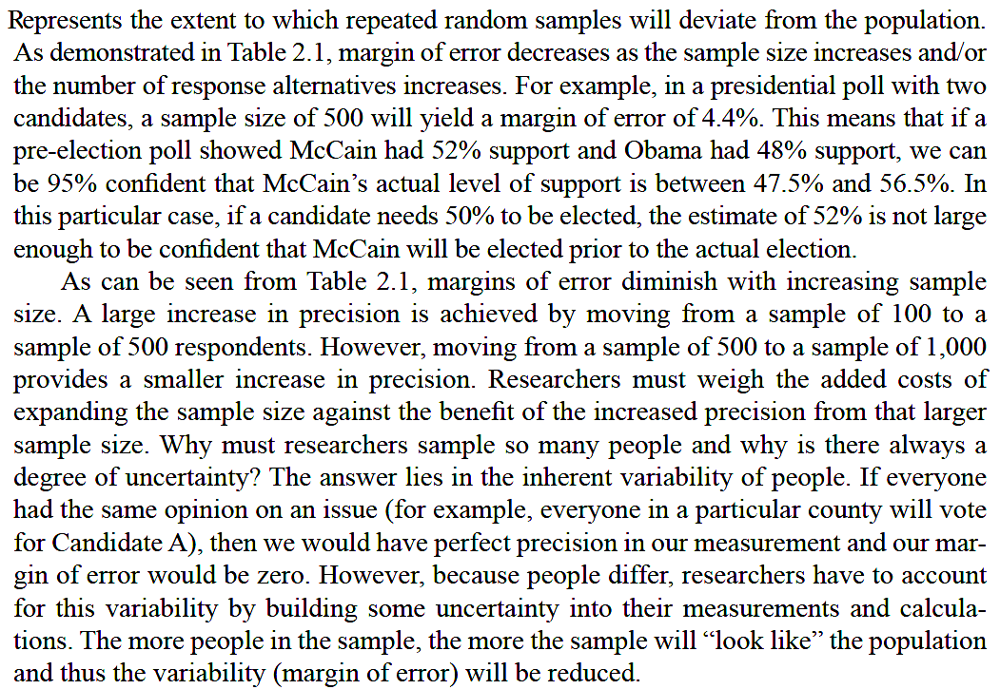 Represents the extent to which repeated random samples will deviate from the population.
As demonstrated in Table 2.1, margin of error decreases as the sample size increases and/or
the number of response alternatives increases. For example, in a presidential poll with two
candidates, a sample size of 500 will yield a margin of error of 4.4%. This means that if a
pre-election poll showed McCain had 52% support and Obama had 48% support, we can
be 95% confident that McCain’s actual level of support is between 47.5% and 56.5%. In
this particular case, if a candidate needs 50% to be elected, the estimate of 52% is not large
enough to be confident that McCain will be elected prior to the actual election.
As can be seen from Table 2.1, margins of error diminish with increasing sample
size. A large increase in precision is achieved by moving from a sample of 100 to a
sample of 500 respondents. However, moving from a sample of 500 to a sample of 1,000
provides a smaller increase in precision. Researchers must weigh the added costs of
expanding the sample size against the benefit of the increased precision from that larger
sample size. Why must researchers sample so many people and why is there always a
degree of uncertainty? The answer lies in the inherent variability of people. If everyone
had the same opinion on an issue (for example, everyone in a particular county will vote
for Candidate A), then we would have perfect precision in our measurement and our mar-
gin of error would be zero. However, because people differ, researchers have to account
for this variability by building some uncertainty into their measurements and calcula-
tions. The more people in the sample, the more the sample will “look like” the population
and thus the variability (margin of error) will be reduced.